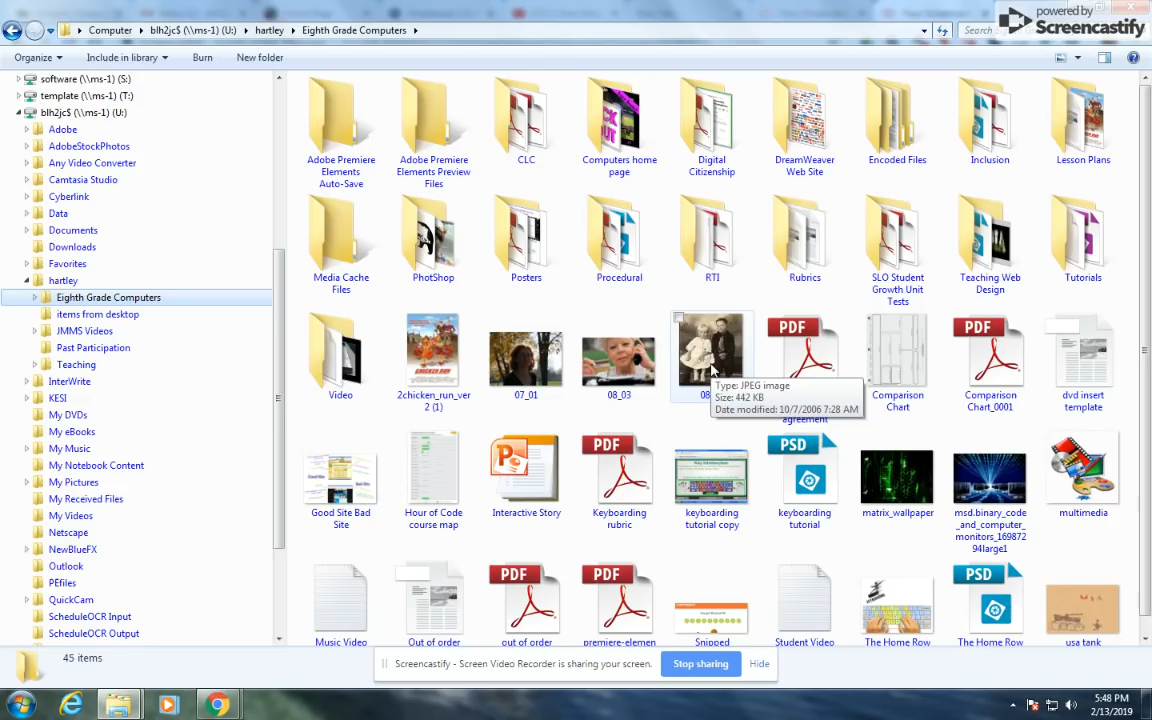 powered by
Screencastify
Computer blh2jc$ (\\ms-1) (U:) hartley Eighth Grade Computers
Search
Organize Include in library Burn New folder
software (\\ms-1) (S:)
template (\\ms-1) (T:)
blh2jc$ (\\ms-1) (U:)
Adobe
AdobeStockPhotos
Any Video Converter
Camtasia Studio
Cyberlink
Data
Documents
Downloads
Favorites
hartley
Eighth Grade Computers
items from desktop
JMMS Videos
Past Participation
Teaching
InterWrite
KESI
My DVDs
My eBooks
My Music
My Notebook Content
My Pictures
My Received Files
My Videos
Netscape
NewBlueFX
Outlook
PEfiles
QuickCam
ScheduleOCR Input
ScheduleOCR Output
Adobe Premiere Elements Auto-Save
Adobe Premiere Elements Preview Files
CLC
Computers home page
Digital Citizenship
DreamWeaver Web Site
Encoded Files
Inclusion
Lesson Plans
Media Cache Files
PhotShop
Posters
Procedural
RTI
Rubrics
SLO Student Growth Unit Tests
Teaching Web Design
Tutorials
Video
2chicken_run_ver2 (1)
07_01
08_03
08
PDF
agreement
Type: JPEG image
Size: 442 KB
Date modified: 10/7/2006 7:28 AM
Comparison Chart
PDF
Comparison Chart_0001
dvd insert template
Good Site Bad Site
Hour of Code course map
Interactive Story
PDF
Keyboarding rubric
keyboarding tutorial copy
PSD
keyboarding tutorial
matrix_wallpaper
msd.binary_code_and_computer_monitors_16987294large1
multimedia
Music Video
Out of order
PDF
out of order
PDF
premiere-elemen
Snipped
Student Video
The Home Row
PSD
The Home Row
usa tank
45 items
Screencastify - Screen Video Recorder is sharing your screen. Stop sharing Hide
5:48 PM
2/13/2019